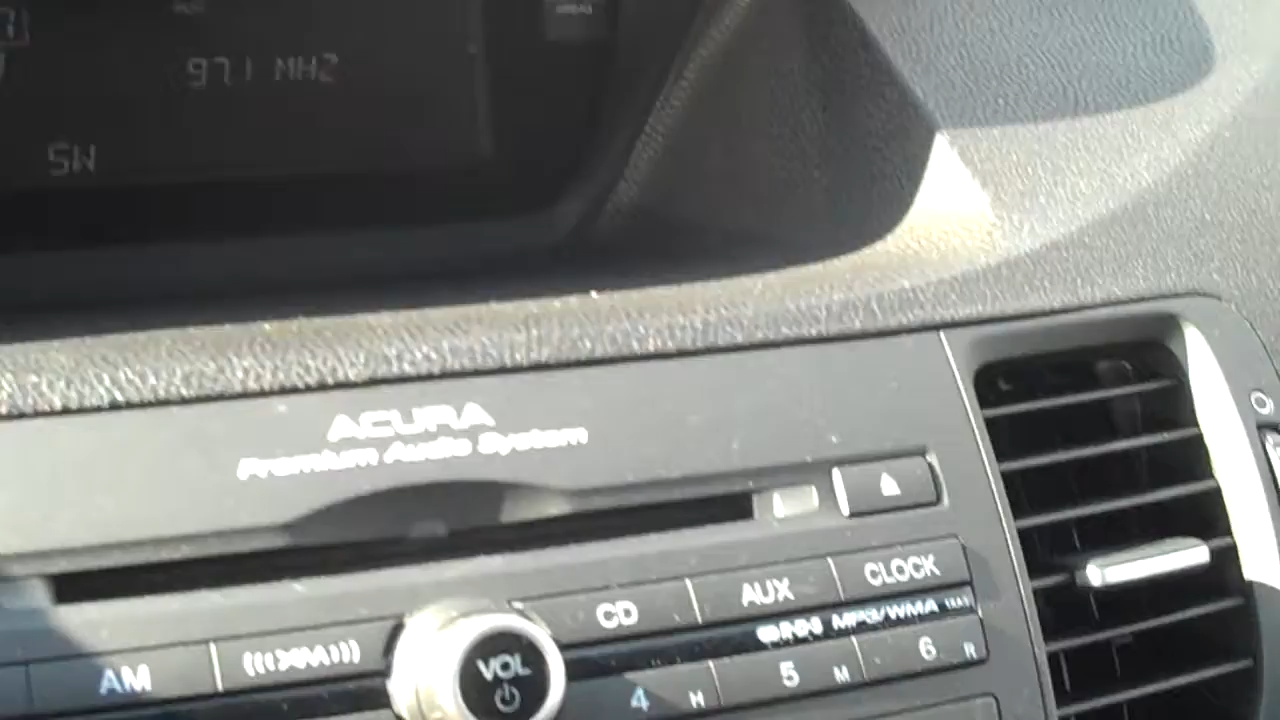 97.1 MHZ
SW
ACURA
Premium Audio System
CD AUX CLOCK
MP3/WMA
AM (((XM)))
VOL
4 H 5 M 6 R